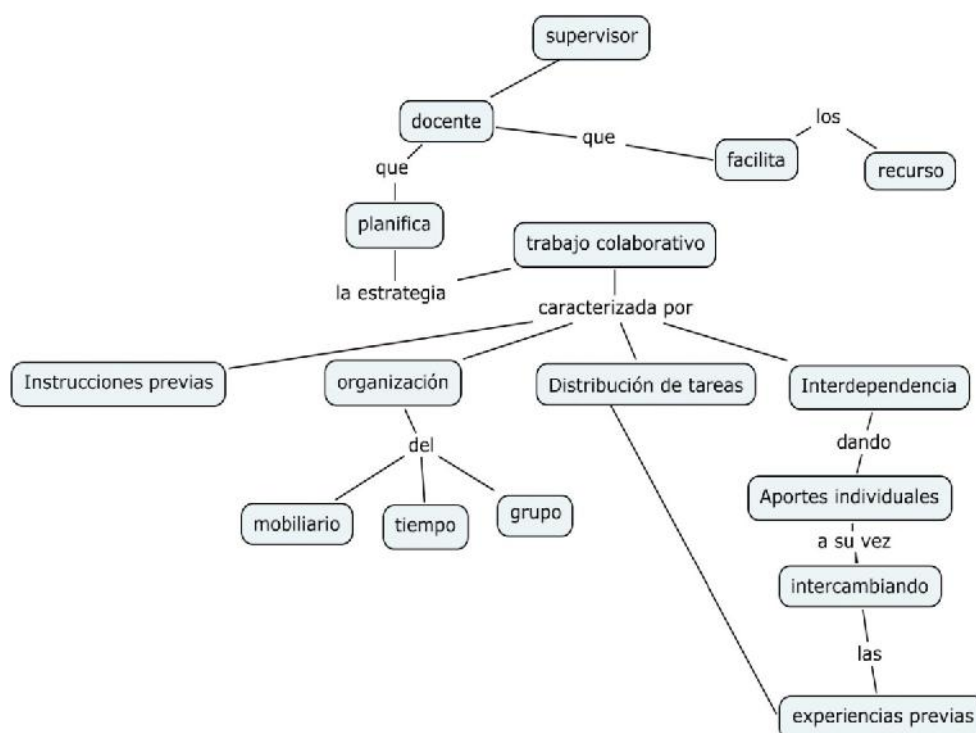 supervisor
docente
los
que
facilita
recurso
que
planifica
trabajo colaborativo
la estrategia
caracterizada por
Instrucciones previas
organización
Distribución de tareas
Interdependencia
del
dando
mobiliario
tiempo
grupo
Aportes individuales
a su vez
intercambiando
las
experiencias previas